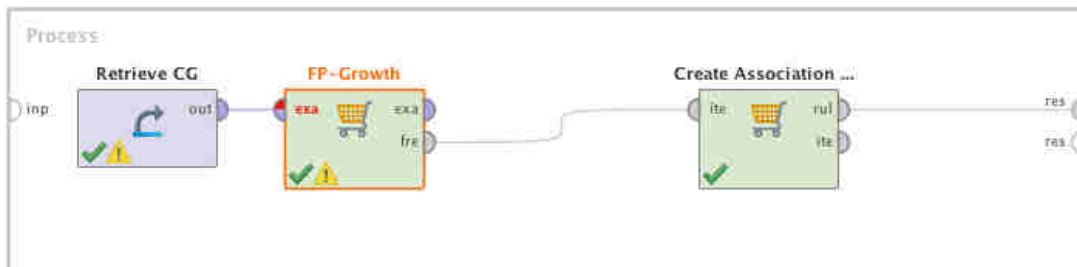 Process
Retrieve CG
FP-Growth
Create Association ...
inp
out
exa
exa
fre
ite
rul
ite
res
res